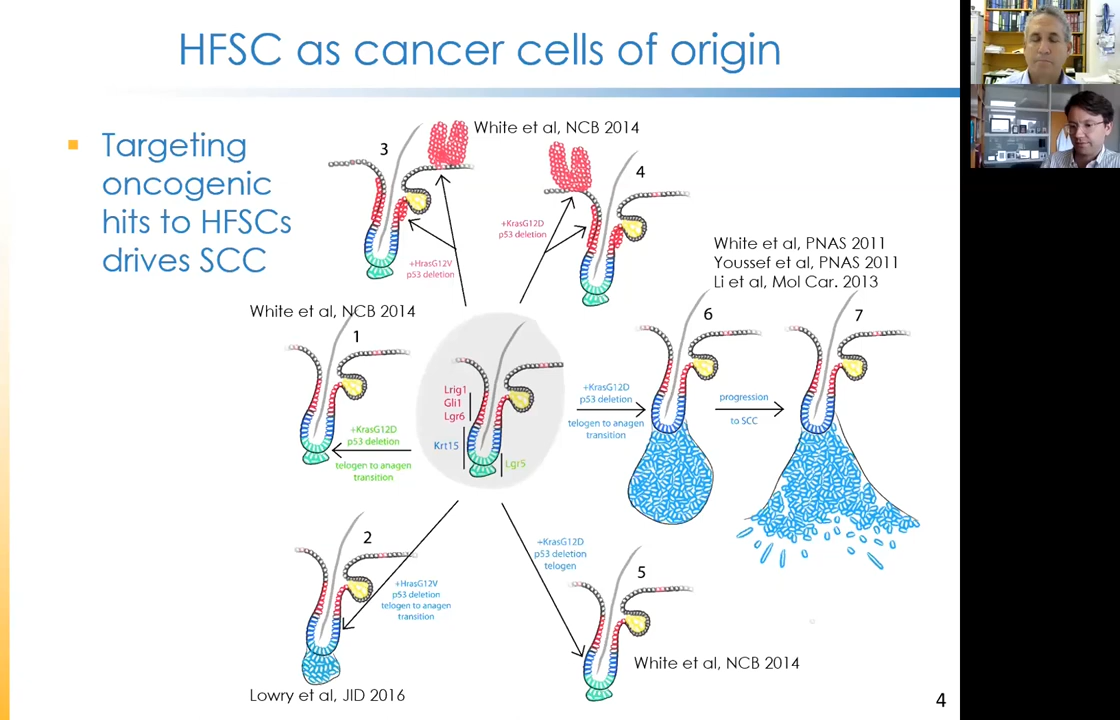 HFSC as cancer cells of origin
Targeting
oncogenic
hits to HFSCs
drives SCC
White et al, NCB 2014
3
+HrasG12V
p53 deletion
4
+KrasG12D
p53 deletion
White et al, PNAS 2011
Youssef et al, PNAS 2011
Li et al, Mol Car. 2013
White et al, NCB 2014
1
+KrasG12D
p53 deletion
telogen to anagen
transition
Lrig1
Gli1
Lgr6
Krt15
Lgr5
6
+KrasG12D
p53 deletion
telogen to anagen
transition
7
progression
to SCC
2
+HrasG12V
p53 deletion
telogen to anagen
transition
Lowry et al, JID 2016
+KrasG12D
p53 deletion
telogen
5
White et al, NCB 2014
4